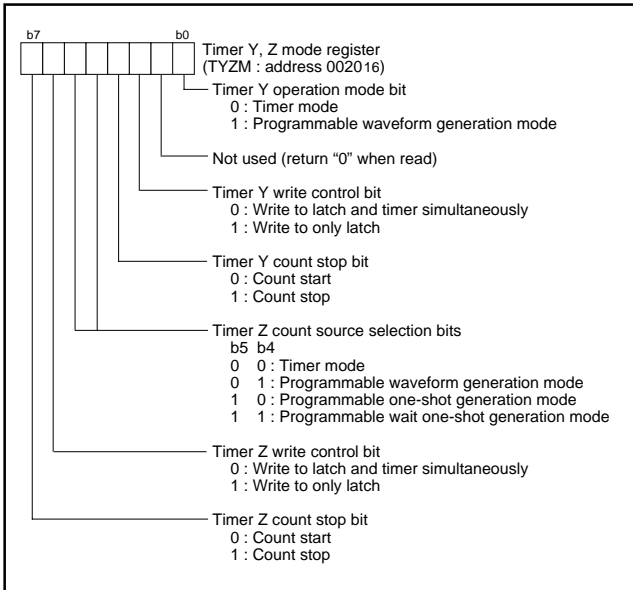 b7 b0
Timer Y, Z mode register
(TYZM : address 002016)
Timer Y operation mode bit
0 : Timer mode
1 : Programmable waveform generation mode
Not used (return “0” when read)
Timer Y write control bit
0 : Write to latch and timer simultaneously
1 : Write to only latch
Timer Y count stop bit
0 : Count start
1 : Count stop
Timer Z count source selection bits
b5 b4
0 0 : Timer mode
0 1 : Programmable waveform generation mode
1 0 : Programmable one-shot generation mode
1 1 : Programmable wait one-shot generation mode
Timer Z write control bit
0 : Write to latch and timer simultaneously
1 : Write to only latch
Timer Z count stop bit
0 : Count start
1 : Count stop